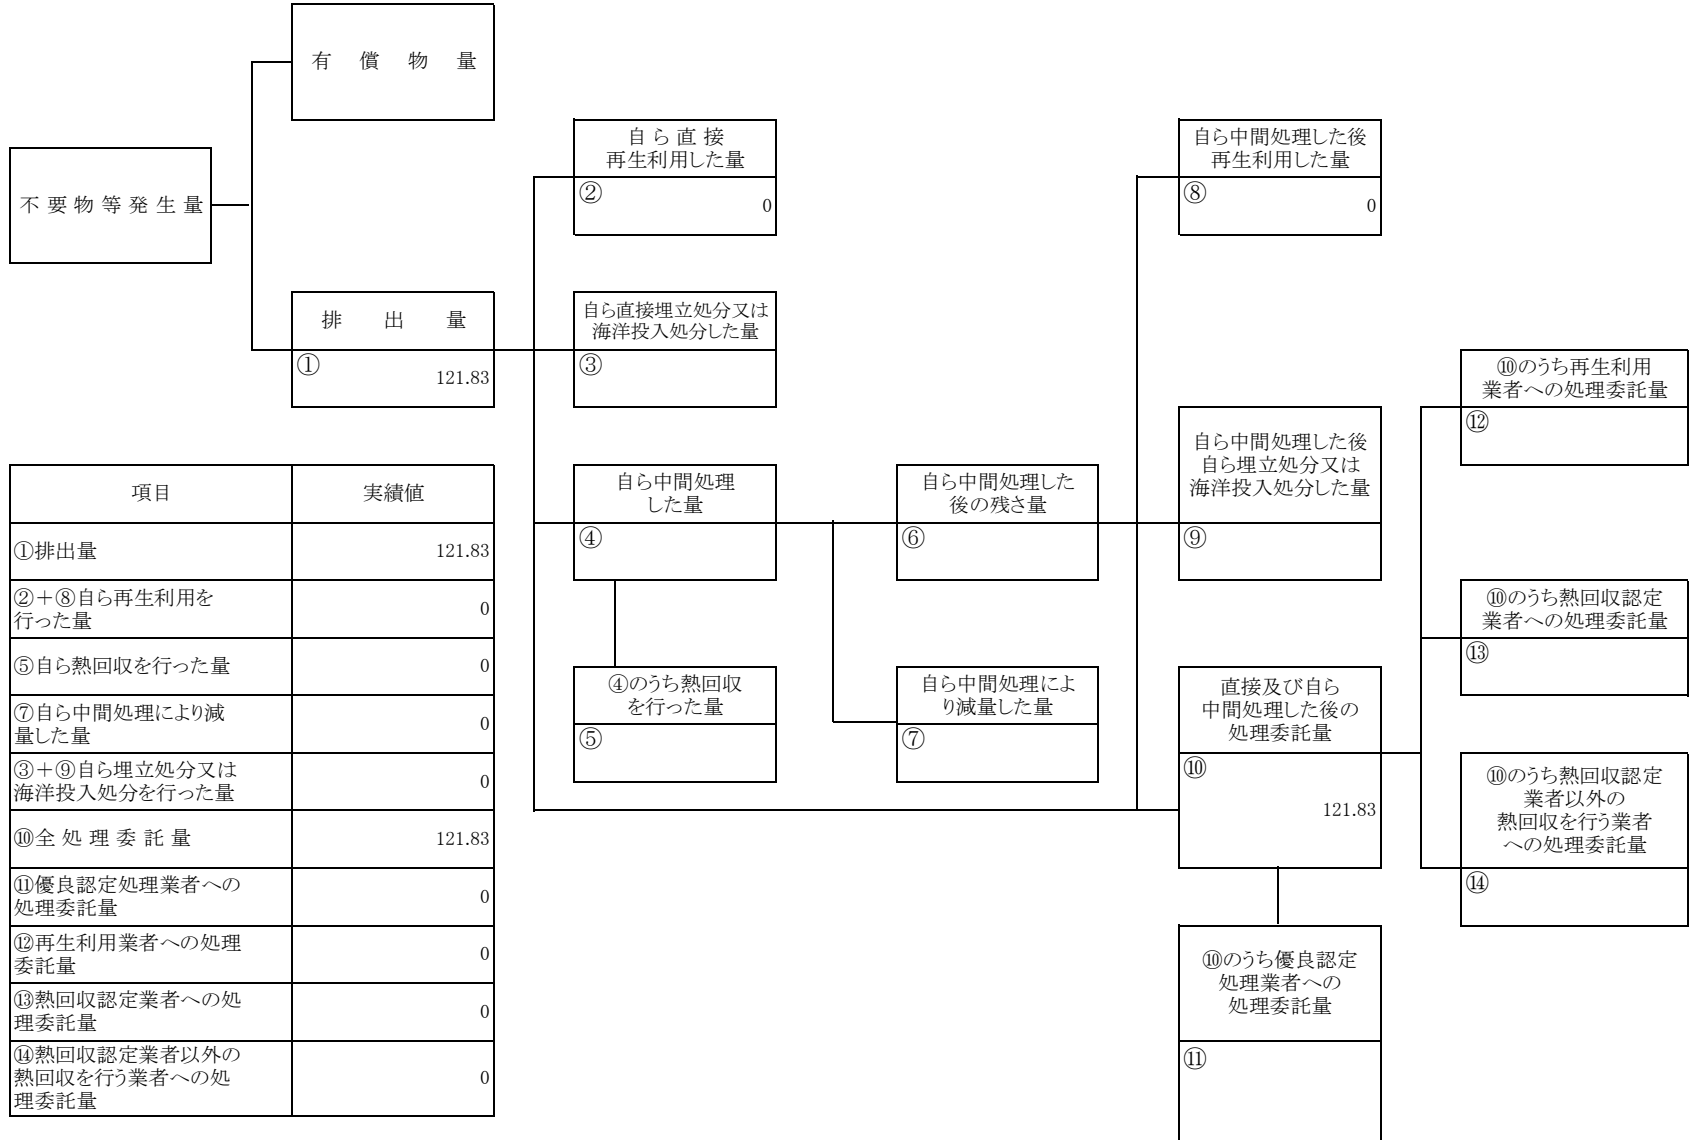 有 償 物 量
不 要 物 等 発 生 量
排 出 量
①
121.83
自 ら 直 接
再生利用した量
②
0
自ら直接埋立処分又は
海洋投入処分した量
③
自ら中間処理
した量
④
④のうち熱回収
を行った量
⑤
自ら中間処理した
後の残さ量
⑥
自ら中間処理によ
り減量した量
⑦
自ら中間処理した後
再生利用した量
⑧
0
自ら中間処理した後
自ら埋立処分又は
海洋投入処分した量
⑨
直接及び自ら
中間処理した後の
処理委託量
⑩
121.83
⑩のうち優良認定
処理業者への
処理委託量
⑪
⑩のうち再生利用
業者への処理委託量
⑫
⑩のうち熱回収認定
業者への処理委託量
⑬
⑩のうち熱回収認定
業者以外の
熱回収を行う業者
への処理委託量
⑭
項目 実績値
①排出量 121.83
②＋⑧自ら再生利用を
行った量 0
⑤自ら熱回収を行った量 0
⑦自ら中間処理により減
量した量 0
③＋⑨自ら埋立処分又は
海洋投入処分を行った量 0
⑩全 処 理 委 託 量 121.83
⑪優良認定処理業者への
処理委託量 0
⑫再生利用業者への処理
委託量 0
⑬熱回収認定業者への処
理委託量 0
⑭熱回収認定業者以外の
熱回収を行う業者への処
理委託量 0